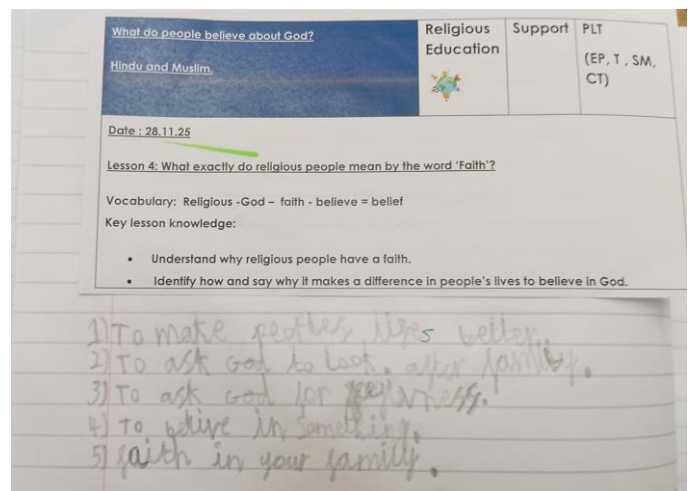 What do people believe about God?
Hindu and Muslim.
Religious
Education
Support
PLT
(EP, T , SM,
CT)
Date : 28.11.25
Lesson 4: What exactly do religious people mean by the word ‘Faith’?
Vocabulary: Religious -God – faith - believe = belief
Key lesson knowledge:
• Understand why religious people have a faith.
• Identify how and say why it makes a difference in people’s lives to believe in God.
1) To make lifes better.
2) To ask God to look after family.
3) To ask God for
4) To belive in something.
5) faith in your family.